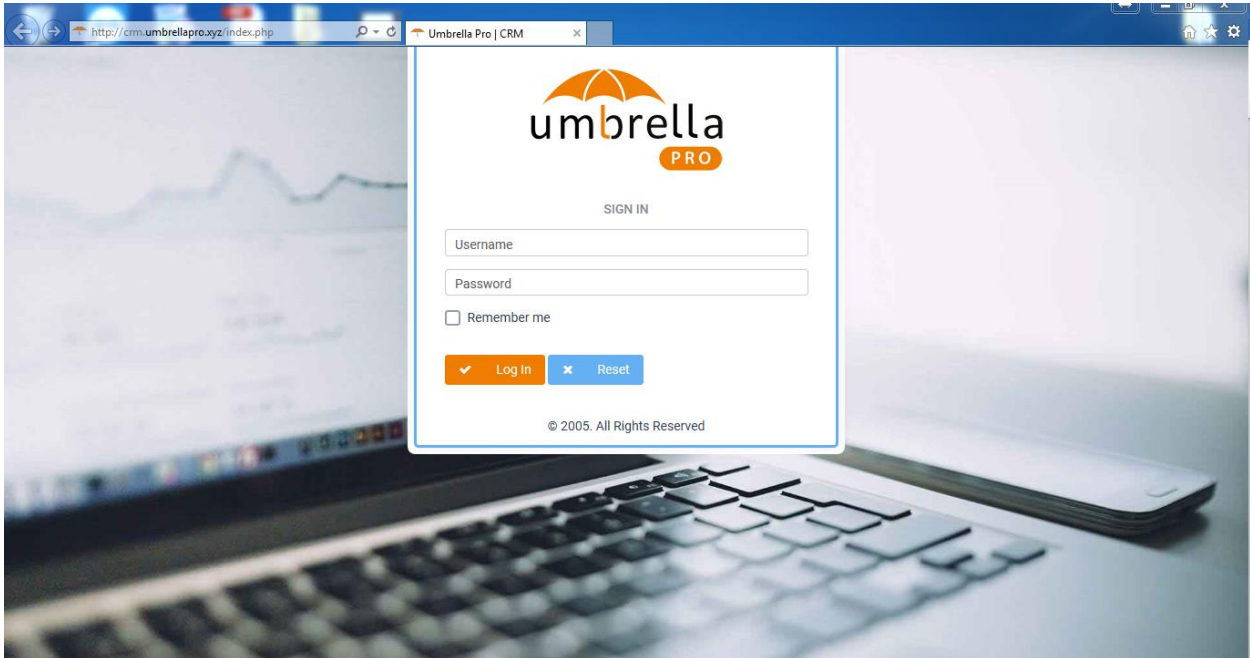 http://crm.umbrellapro.xyz/index.php
Umbrella Pro | CRM
umbrella
PRO
SIGN IN
Username
Password
Remember me
Log In
Reset
© 2005. All Rights Reserved